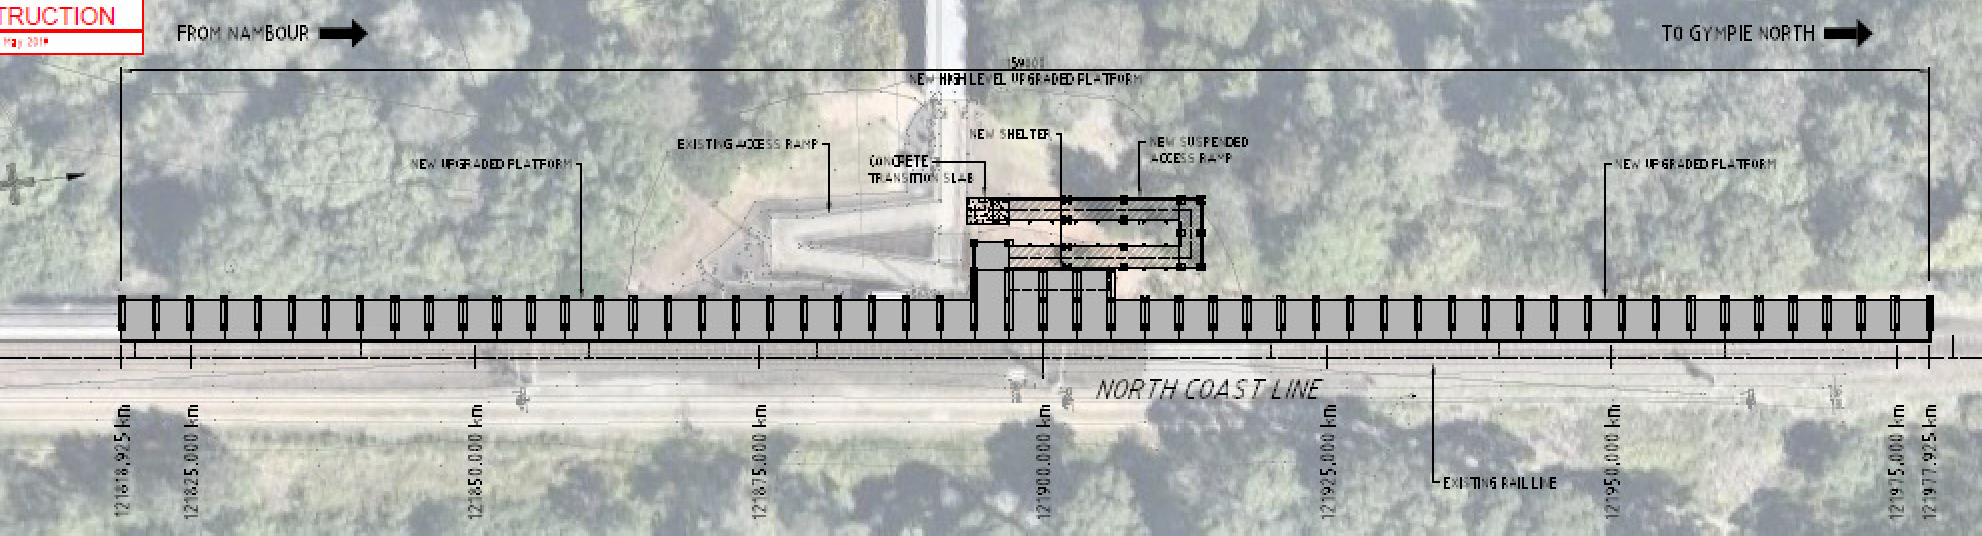 TRUCTION
May 2019
FROM NAMBOUR
TO GYMPIE NORTH
159000
NEW HIGH LEVEL UPGRADED PLATFORM
NEW SHELTER
EXISTING ACCESS RAMP
NEW SUSPENDED
ACCESS RAMP
NEW UPGRADED PLATFORM
CONCRETE
TRANSITION SLAB
NEW UPGRADED PLATFORM
NORTH COAST LINE
EXISTING RAIL LINE
121818.925 km
121825.000 km
121850.000 km
121875.000 km
121900.000 km
121925.000 km
121950.000 km
121975.000 km
121977.925 km